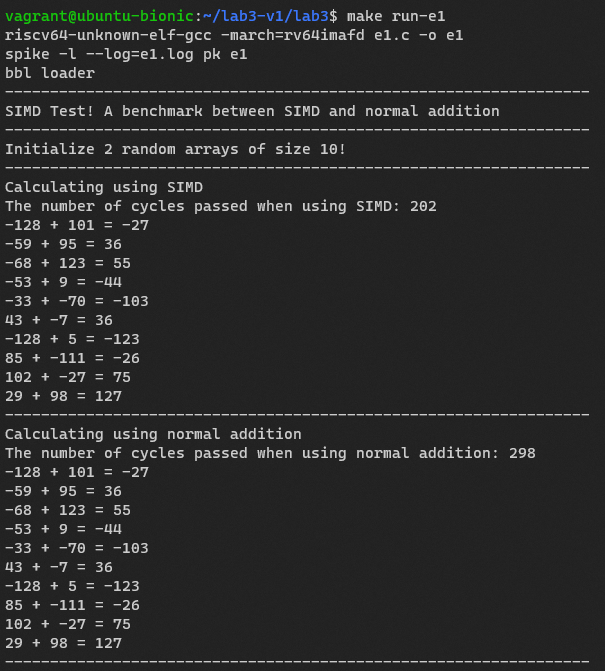 vagrant@ubuntu-bionic:~/lab3-v1/lab3$ make run-e1
riscv64-unknown-elf-gcc -march=rv64imafd e1.c -o e1
spike -l --log=e1.log pk e1
bbl loader
-----------------------------------------------------------------
SIMD Test! A benchmark between SIMD and normal addition
-----------------------------------------------------------------
Initialize 2 random arrays of size 10!
-----------------------------------------------------------------
Calculating using SIMD
The number of cycles passed when using SIMD: 202
-128 + 101 = -27
-59 + 95 = 36
-68 + 123 = 55
-53 + 9 = -44
-33 + -70 = -103
43 + -7 = 36
-128 + 5 = -123
85 + -111 = -26
102 + -27 = 75
29 + 98 = 127
-----------------------------------------------------------------
Calculating using normal addition
The number of cycles passed when using normal addition: 298
-128 + 101 = -27
-59 + 95 = 36
-68 + 123 = 55
-53 + 9 = -44
-33 + -70 = -103
43 + -7 = 36
-128 + 5 = -123
85 + -111 = -26
102 + -27 = 75
29 + 98 = 127
-----------------------------------------------------------------